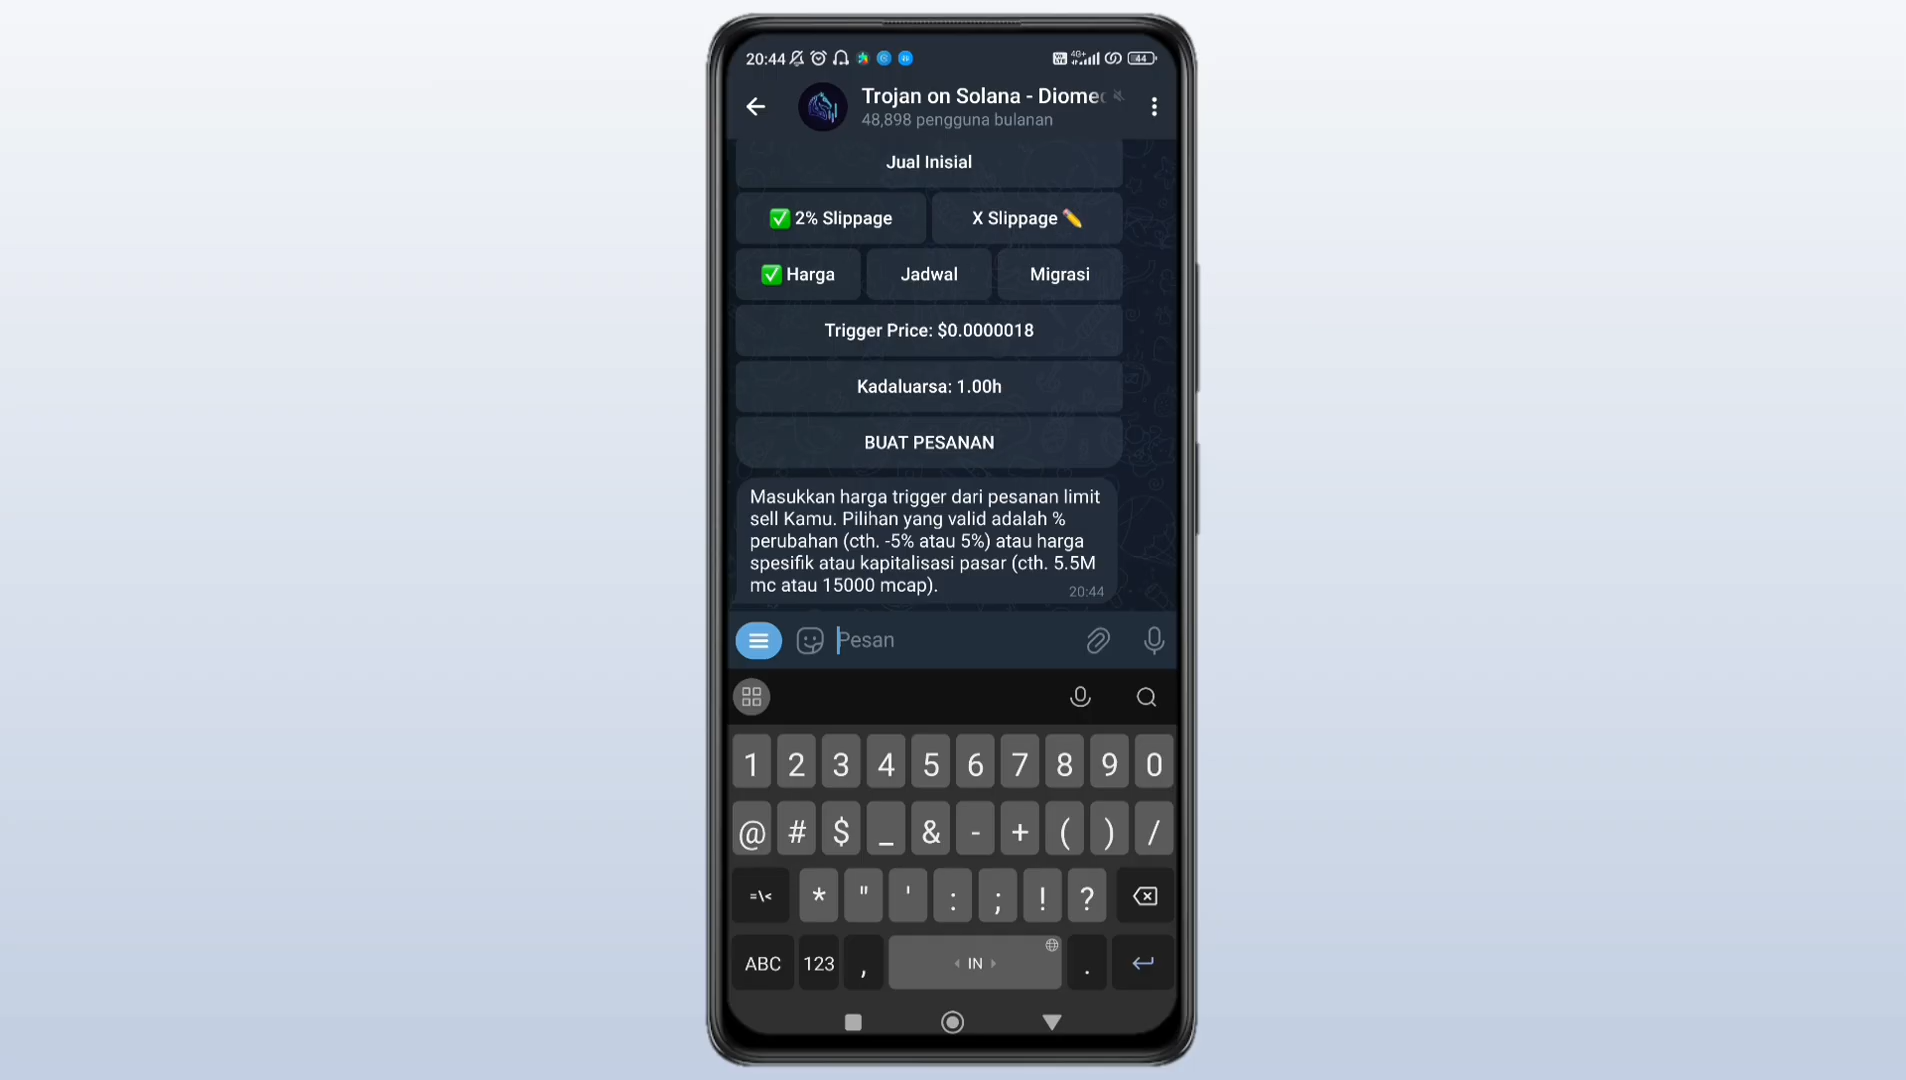 20:44
4G+
44
Trojan on Solana - Diomed
48,898 pengguna bulanan
Jual Inisial
✅ 2% Slippage
X Slippage ✏️
✅ Harga
Jadwal
Migrasi
Trigger Price: $0.0000018
Kadaluarsa: 1.00h
BUAT PESANAN
Masukkan harga trigger dari pesanan limit
sell Kamu. Pilihan yang valid adalah %
perubahan (cth. -5% atau 5%) atau harga
spesifik atau kapitalisasi pasar (cth. 5.5M
mc atau 15000 mcap).
20:44
Pesan
1 2 3 4 5 6 7 8 9 0
@ # $ _ & - + ( ) /
=\< * " ' : ; ! ?
ABC 123 , IN .